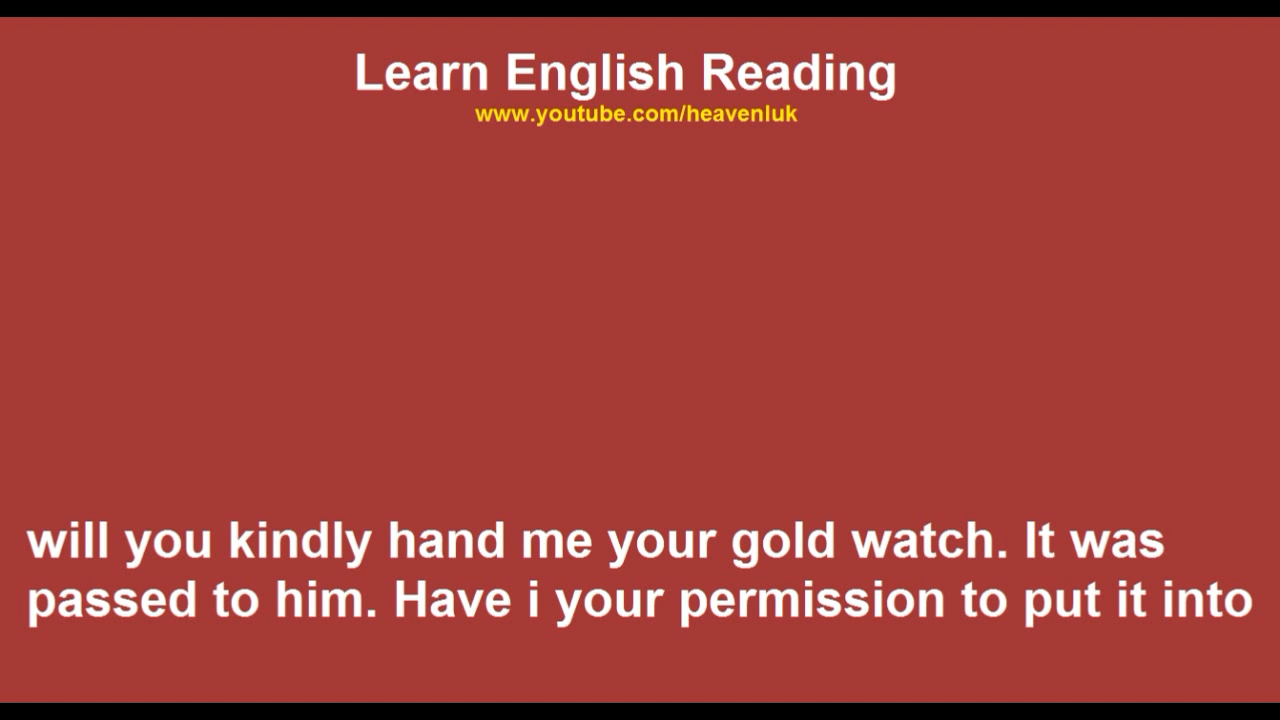 Learn English Reading
www.youtube.com/heavenluk
will you kindly hand me your gold watch. It was
passed to him. Have i your permission to put it into